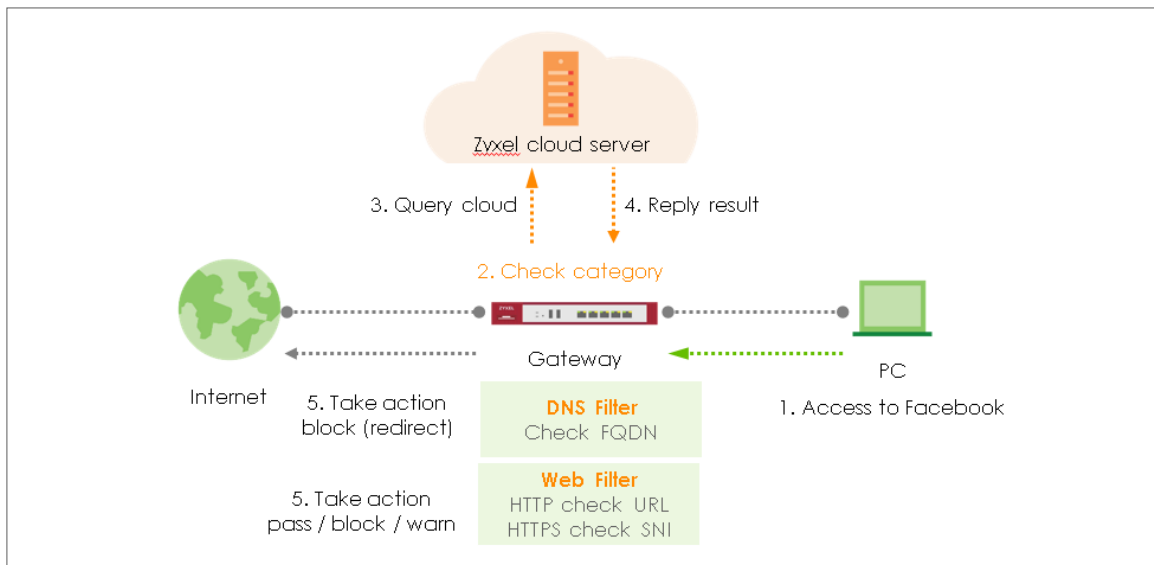 Zyxel cloud server
3. Query cloud
4. Reply result
2. Check category
ZYXEL
Gateway
Internet
PC
1. Access to Facebook
5. Take action
block (redirect)
DNS Filter
Check FQDN
5. Take action
pass / block / warn
Web Filter
HTTP check URL
HTTPS check SNI